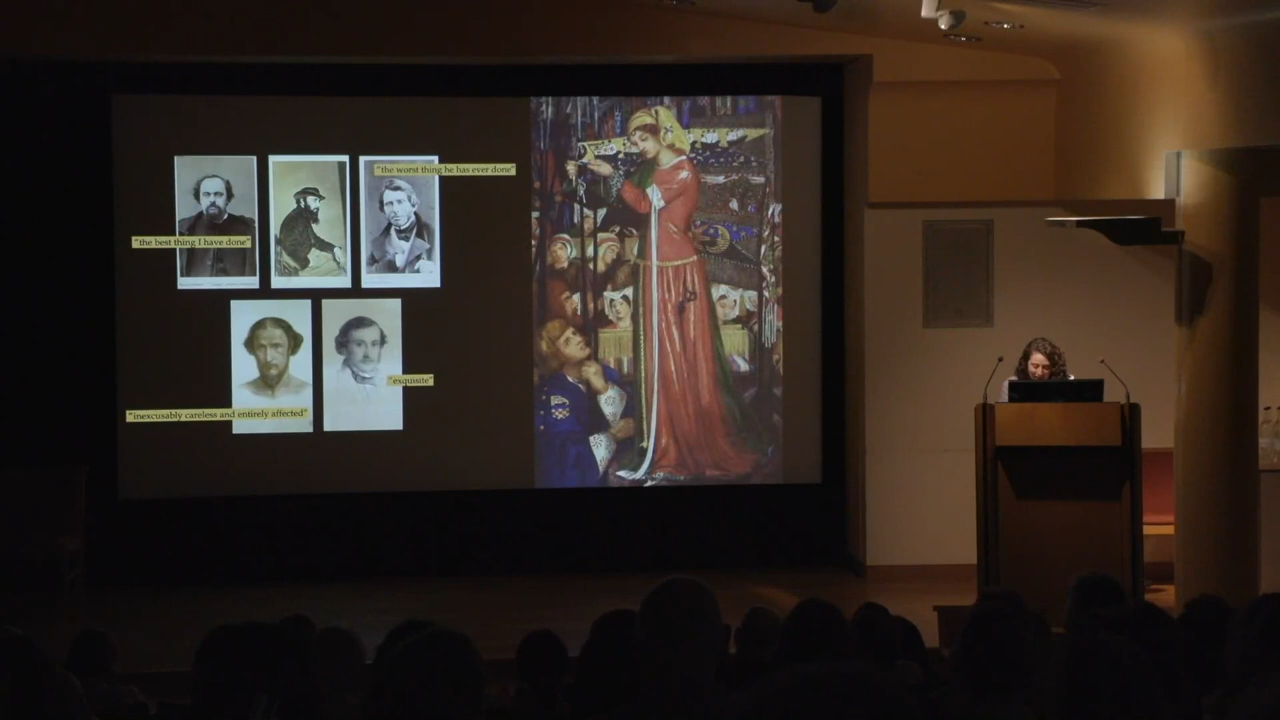 "the worst thing he has ever done"
"the best thing I have done"
"exquisite"
"inexcusably careless and entirely affected"